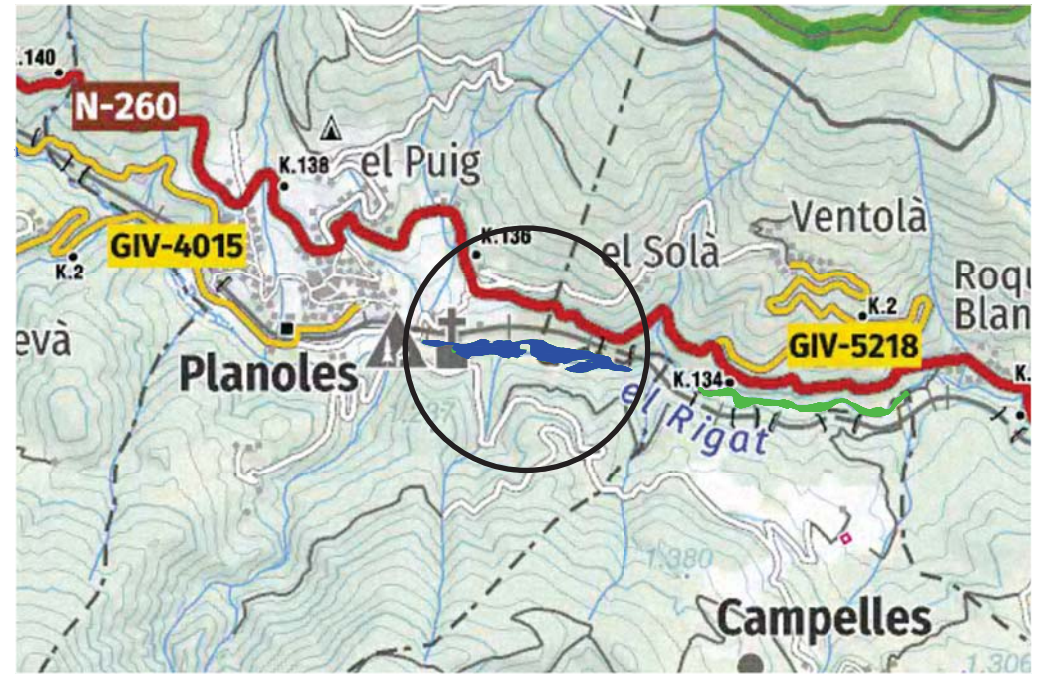 .140
N-260
K.138
el Puig
Ventolà
K.136
el Solà
GIV-4015
K.2
Roqu
Blan
K.2
evà
GIV-5218
Planoles
K.134
K.
el Rigat
1.380
Campelles
1.306